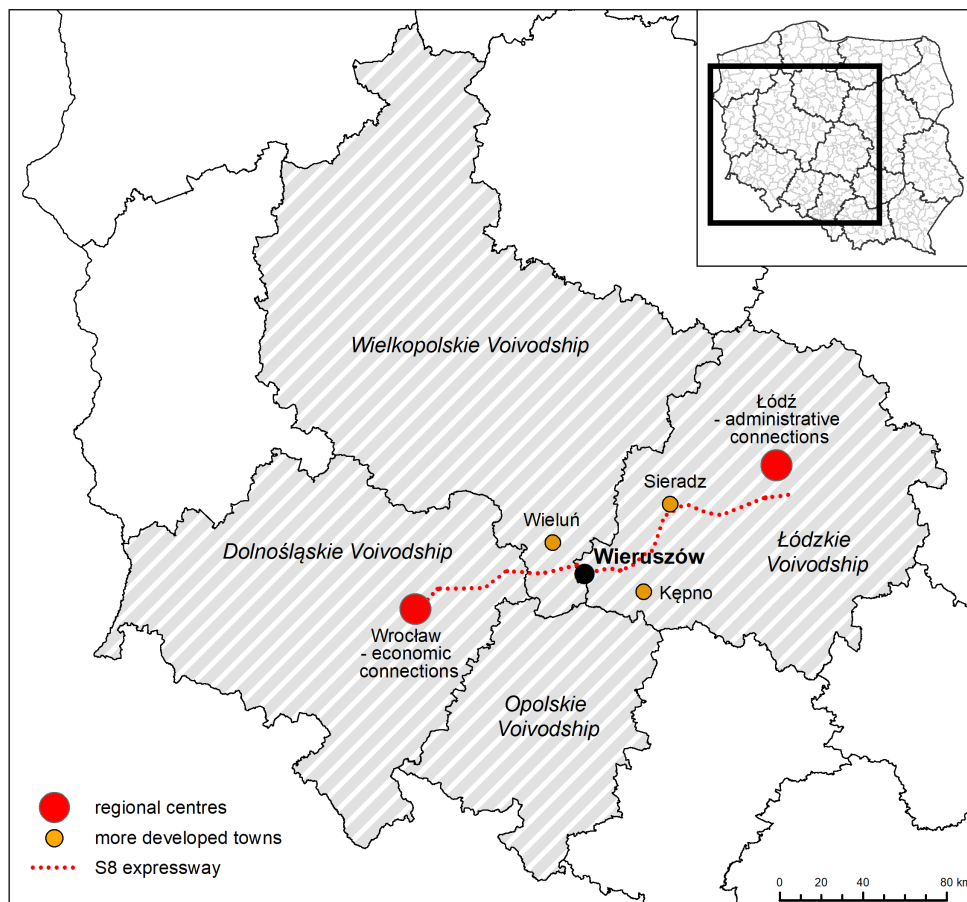 Wielkopolskie Voivodship
Łódź
- administrative
connections
Sieradz
Wieluń
Dolnośląskie Voivodship
Wieruszów
Łódzkie
Voivodship
Kępno
Wrocław
- economic
connections
Opolskie
Voivodship
regional centres
more developed towns
S8 expressway
0 20 40 80 km